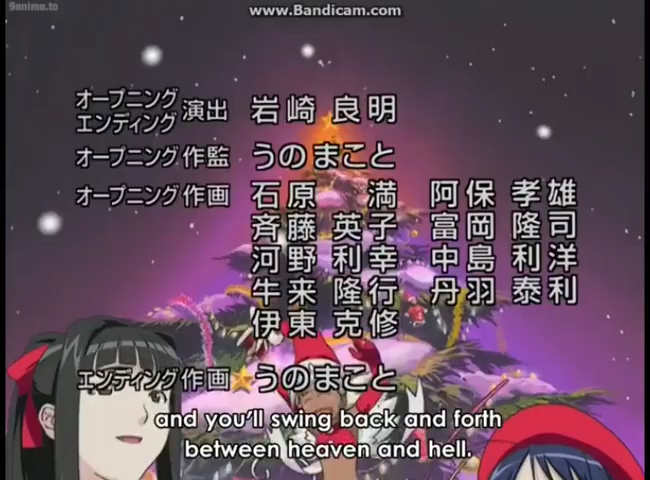 9anime.to
www.Bandicam.com
オープニング
エンディング 演出 岩崎 良明
オープニング 作監 うのまこと
オープニング 作画 石原 満 阿保 孝雄
斉藤 英子 富岡 隆司
河野 利幸 中島 利洋
牛来 隆行 丹羽 泰利
伊東 克修
エンディング 作画 うのまこと
and you'll swing back and forth
between heaven and hell.